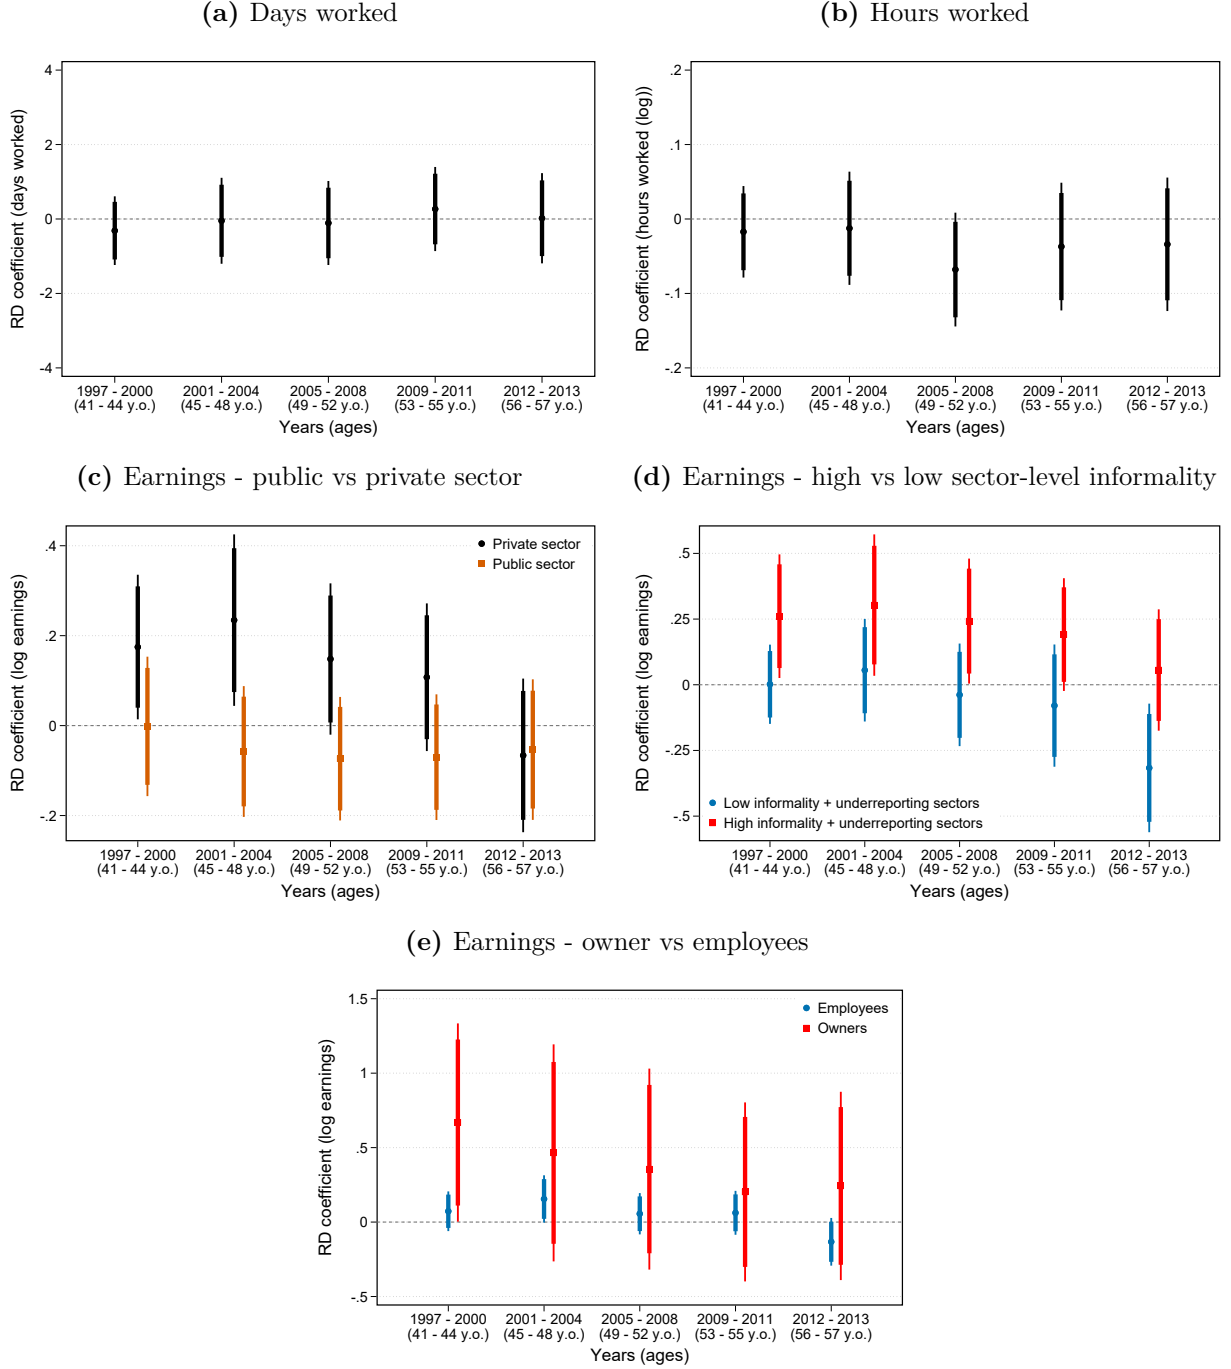 (a) Days worked
RD coefficient (days worked)
4
2
0
-2
-4
1997 - 2000 2001 - 2004 2005 - 2008 2009 - 2011 2012 - 2013
(41 - 44 y.o.) (45 - 48 y.o.) (49 - 52 y.o.) (53 - 55 y.o.) (56 - 57 y.o.)
Years (ages)
(b) Hours worked
RD coefficient (hours worked (log))
.2
.1
0
-.1
-.2
1997 - 2000 2001 - 2004 2005 - 2008 2009 - 2011 2012 - 2013
(41 - 44 y.o.) (45 - 48 y.o.) (49 - 52 y.o.) (53 - 55 y.o.) (56 - 57 y.o.)
Years (ages)
(c) Earnings - public vs private sector
RD coefficient (log earnings)
.4
.2
0
-.2
Private sector
Public sector
1997 - 2000 2001 - 2004 2005 - 2008 2009 - 2011 2012 - 2013
(41 - 44 y.o.) (45 - 48 y.o.) (49 - 52 y.o.) (53 - 55 y.o.) (56 - 57 y.o.)
Years (ages)
(d) Earnings - high vs low sector-level informality
RD coefficient (log earnings)
.5
.25
0
-.25
-.5
Low informality + underreporting sectors
High informality + underreporting sectors
1997 - 2000 2001 - 2004 2005 - 2008 2009 - 2011 2012 - 2013
(41 - 44 y.o.) (45 - 48 y.o.) (49 - 52 y.o.) (53 - 55 y.o.) (56 - 57 y.o.)
Years (ages)
(e) Earnings - owner vs employees
RD coefficient (log earnings)
1.5
1
.5
0
-.5
Employees
Owners
1997 - 2000 2001 - 2004 2005 - 2008 2009 - 2011 2012 - 2013
(41 - 44 y.o.) (45 - 48 y.o.) (49 - 52 y.o.) (53 - 55 y.o.) (56 - 57 y.o.)
Years (ages)